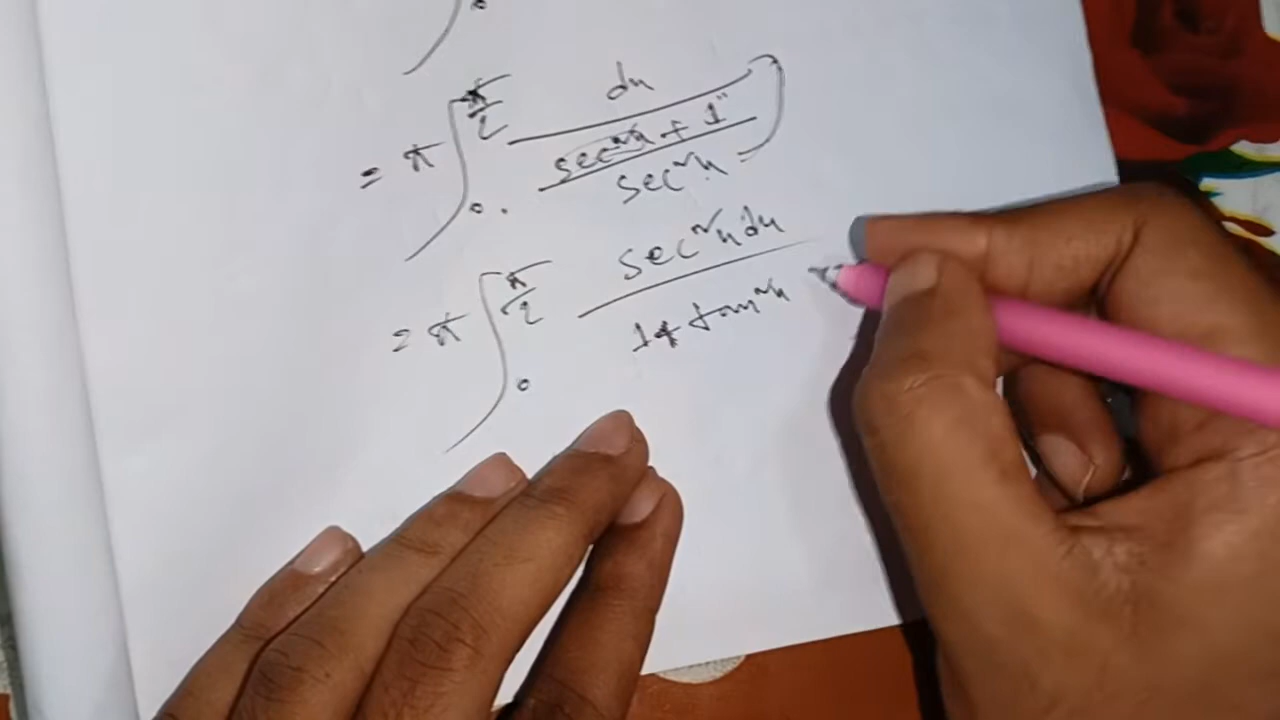 = π ∫₀^(π/2) dx / ((sec²x + 1) / sec²x)
= π ∫₀^(π/2) sec²x dx / (1 + tan²x